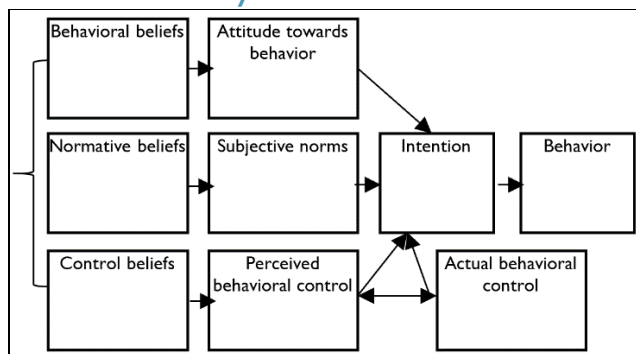 Behavioral beliefs
Attitude towards
behavior
Normative beliefs
Subjective norms
Intention
Behavior
Control beliefs
Perceived
behavioral control
Actual behavioral
control